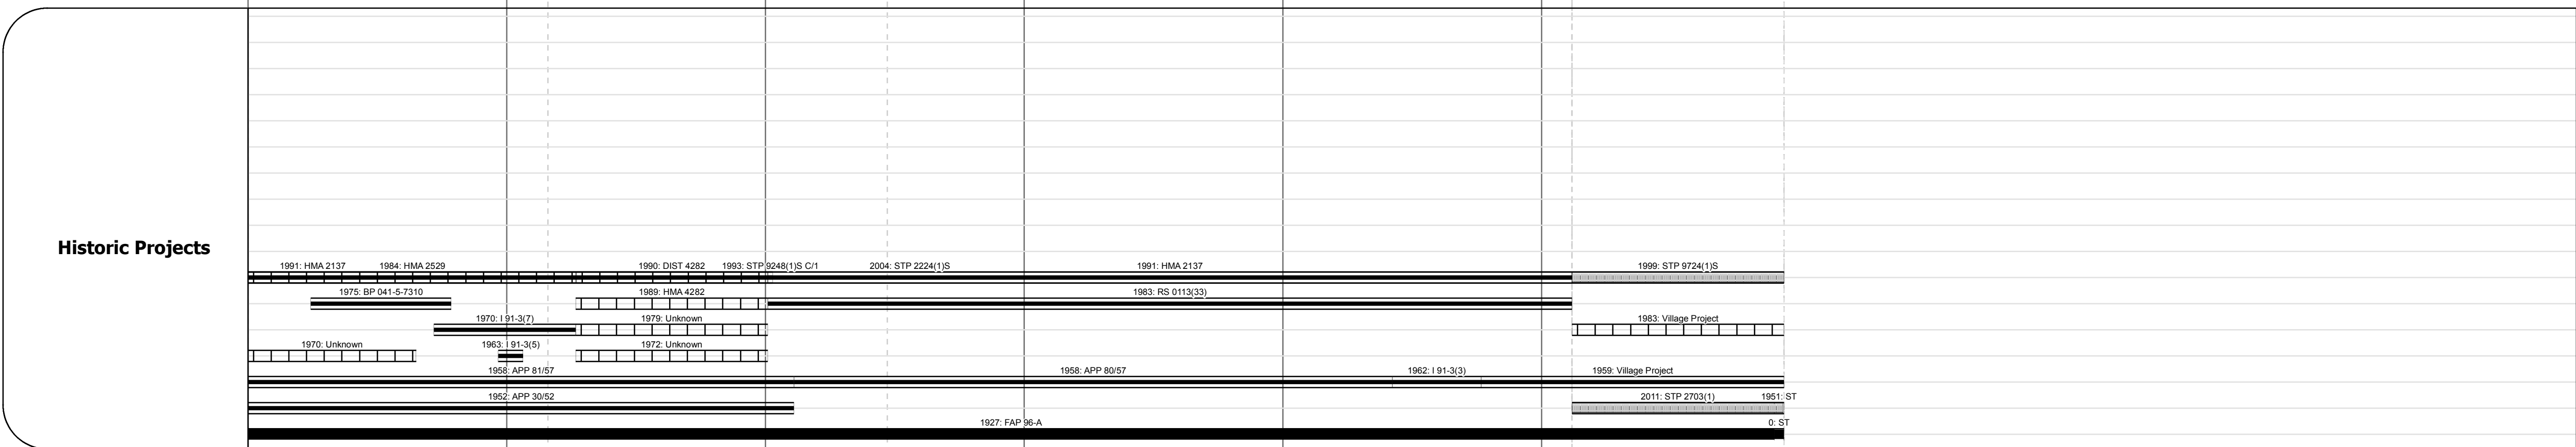 Historic Projects
1991: HMA 2137 1984: HMA 2529 1990: DIST 4282 1993: STP 9248(1)S C/1 2004: STP 2224(1)S 1991: HMA 2137 1999: STP 9724(1)S
1975: BP 041-5-7310 1989: HMA 4282 1983: RS 0113(33)
1970: I 91-3(7) 1979: Unknown 1983: Village Project
1970: Unknown 1963: I 91-3(5) 1972: Unknown
1958: APP 81/57 1958: APP 80/57 1962: I 91-3(3) 1959: Village Project
1952: APP 30/52 2011: STP 2703(1) 1951: ST
1927: FAP 96-A 0: ST